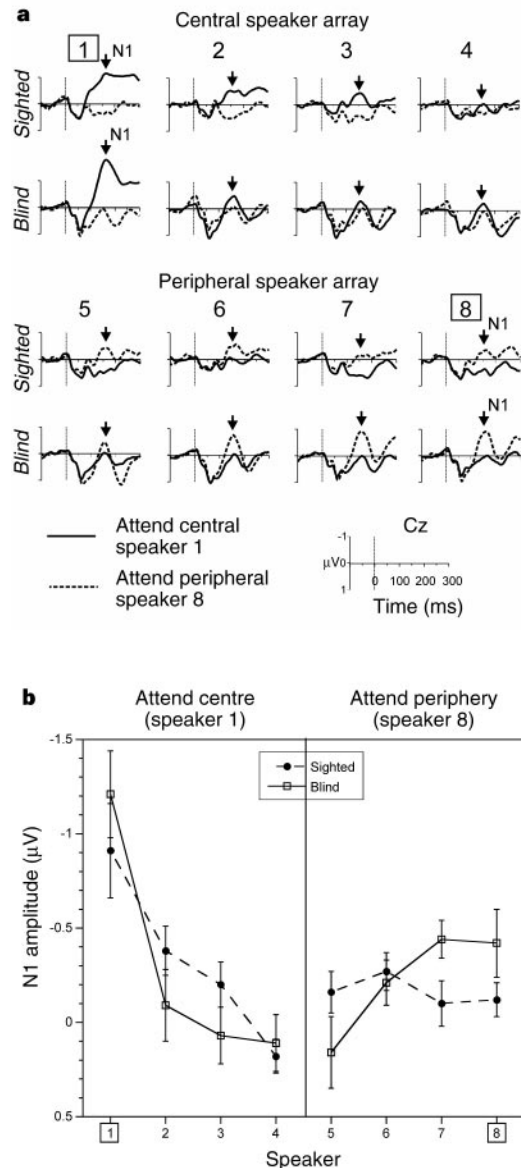 a
Central speaker array
1 2 3 4
N1
Sighted
N1
Blind
Peripheral speaker array
5 6 7 8
Sighted
N1
N1
Blind
Attend central
speaker 1
Attend peripheral
speaker 8
Cz
-1
µV0
1
0 100 200 300
Time (ms)
b
Attend centre
(speaker 1)
Attend periphery
(speaker 8)
Sighted
Blind
N1 amplitude (µV)
-1.5
-1
-0.5
0
0.5
1 2 3 4 5 6 7 8
Speaker